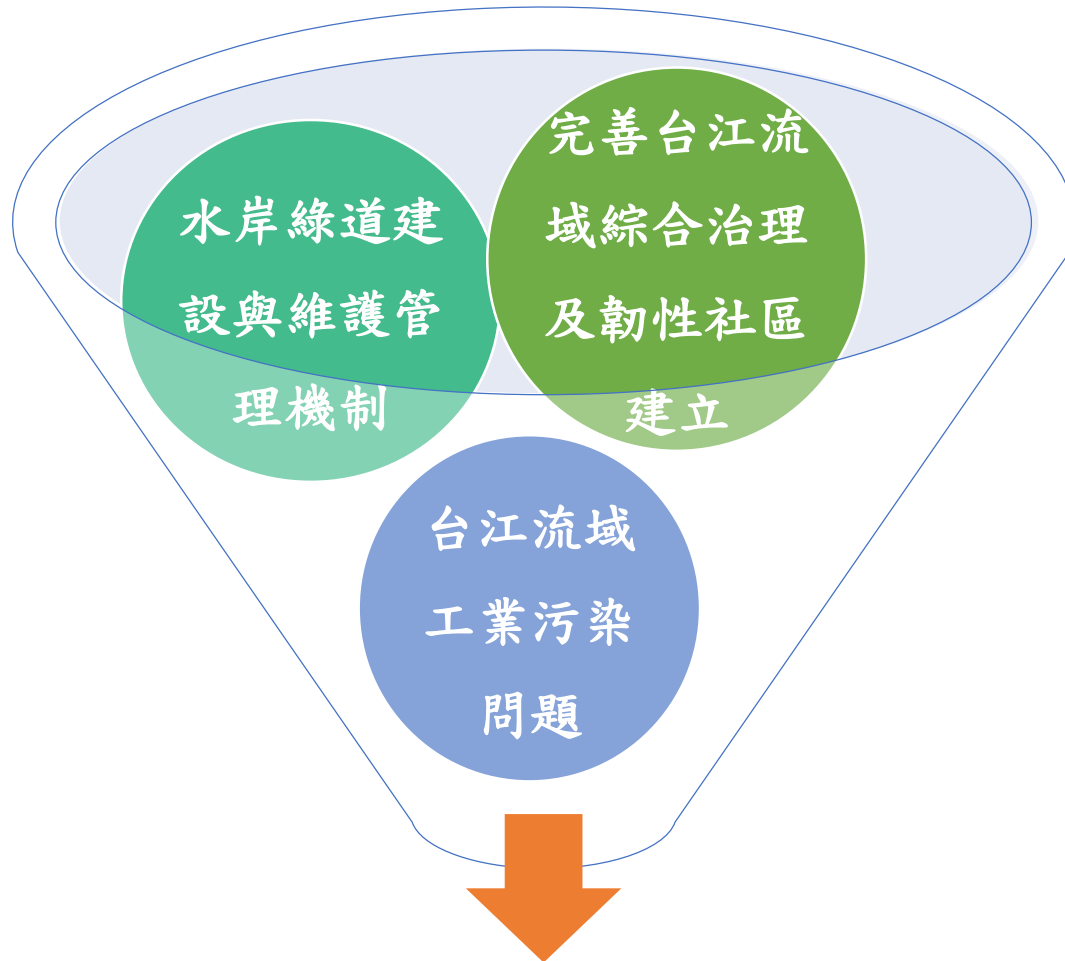 水岸綠道建
設與維護管
理機制
完善台江流
域綜合治理
及韌性社區
建立
台江流域
工業污染
問題